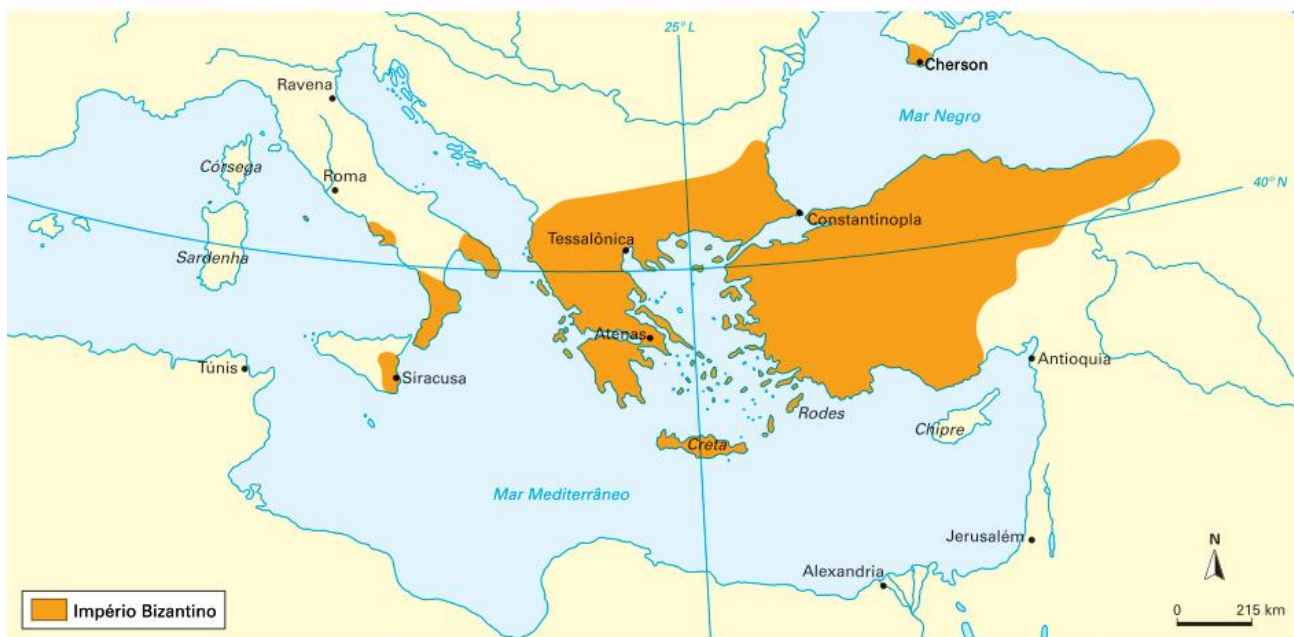 25° L
Cherson
Ravena
Mar Negro
Córsega
Roma
40° N
Constantinopla
Tessalônica
Sardenha
Atenas
Túnis
Siracusa
Antioquia
Rodes
Chipre
Creta
Mar Mediterrâneo
Jerusalém
N
Alexandria
Império Bizantino
0 215 km